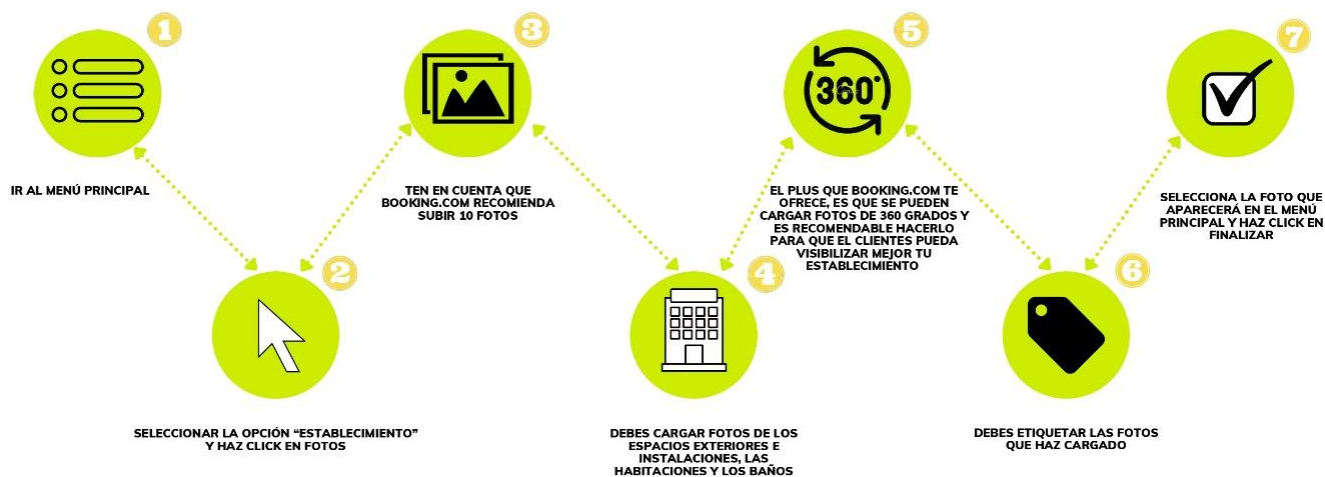 1
IR AL MENÚ PRINCIPAL
2
SELECCIONAR LA OPCIÓN “ESTABLECIMIENTO”
Y HAZ CLICK EN FOTOS
3
TEN EN CUENTA QUE
BOOKING.COM RECOMIENDA
SUBIR 10 FOTOS
4
DEBES CARGAR FOTOS DE LOS
ESPACIOS EXTERIORES E
INSTALACIONES, LAS
HABITACIONES Y LOS BAÑOS
5
360°
EL PLUS QUE BOOKING.COM TE
OFRECE, ES QUE SE PUEDEN
CARGAR FOTOS DE 360 GRADOS Y
ES RECOMENDABLE HACERLO
PARA QUE EL CLIENTES PUEDA
VISIBILIZAR MEJOR TU
ESTABLECIMIENTO
6
DEBES ETIQUETAR LAS FOTOS
QUE HAZ CARGADO
7
SELECCIONA LA FOTO QUE
APARECERÁ EN EL MENÚ
PRINCIPAL Y HAZ CLICK EN
FINALIZAR